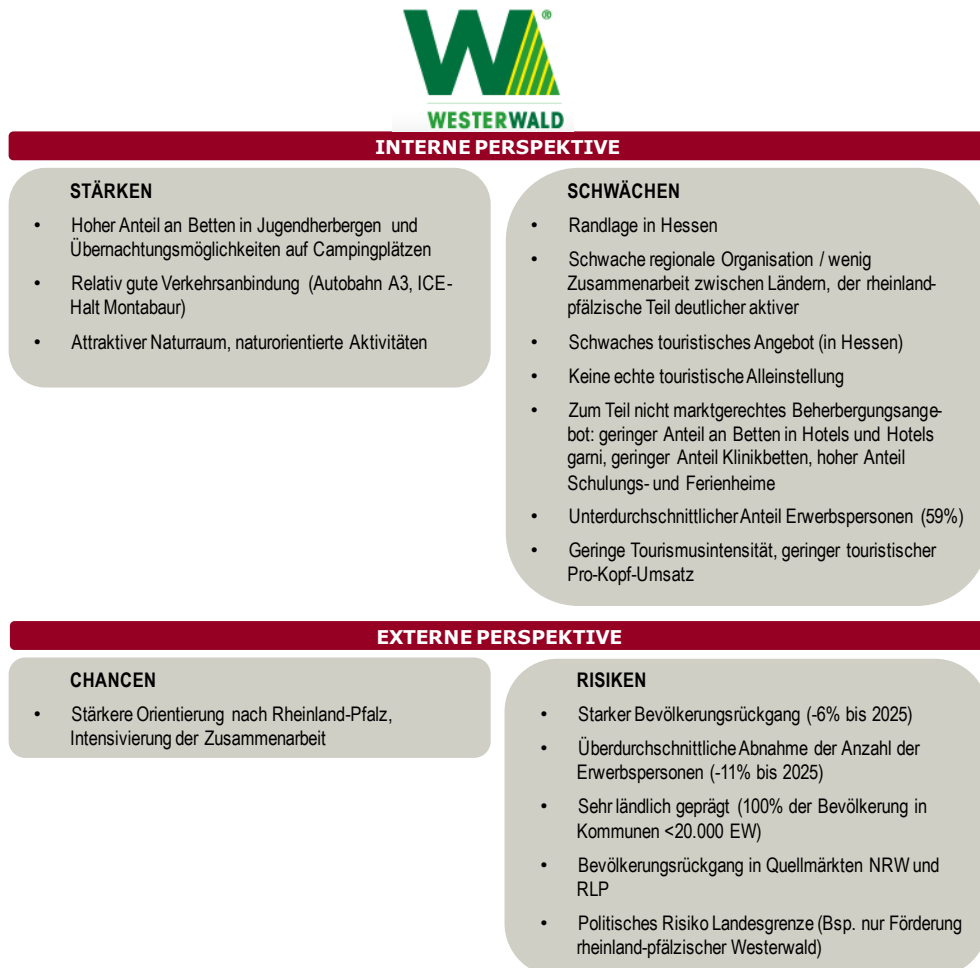 WA®
WESTERWALD
INTERNE PERSPEKTIVE
STÄRKEN
• Hoher Anteil an Betten in Jugendherbergen und
Übernachtungsmöglichkeiten auf Campingplätzen
• Relativ gute Verkehrsanbindung (Autobahn A3, ICE-
Halt Montabaur)
• Attraktiver Naturraum, naturorientierte Aktivitäten
SCHWÄCHEN
• Randlage in Hessen
• Schwache regionale Organisation / wenig
Zusammenarbeit zwischen Ländern, der rheinland-
pfälzische Teil deutlicher aktiver
• Schwaches touristisches Angebot (in Hessen)
• Keine echte touristische Alleinstellung
• Zum Teil nicht marktgerechtes Beherbergungsange-
bot: geringer Anteil an Betten in Hotels und Hotels
garni, geringer Anteil Klinikbetten, hoher Anteil
Schulungs- und Ferienheime
• Unterdurchschnittlicher Anteil Erwerbspersonen (59%)
• Geringe Tourismusintensität, geringer touristischer
Pro-Kopf-Umsatz
EXTERNE PERSPEKTIVE
CHANCEN
• Stärkere Orientierung nach Rheinland-Pfalz,
Intensivierung der Zusammenarbeit
RISIKEN
• Starker Bevölkerungsrückgang (-6% bis 2025)
• Überdurchschnittliche Abnahme der Anzahl der
Erwerbspersonen (-11% bis 2025)
• Sehr ländlich geprägt (100% der Bevölkerung in
Kommunen <20.000 EW)
• Bevölkerungsrückgang in Quellmärkten NRW und
RLP
• Politisches Risiko Landesgrenze (Bsp. nur Förderung
rheinland-pfälzischer Westerwald)